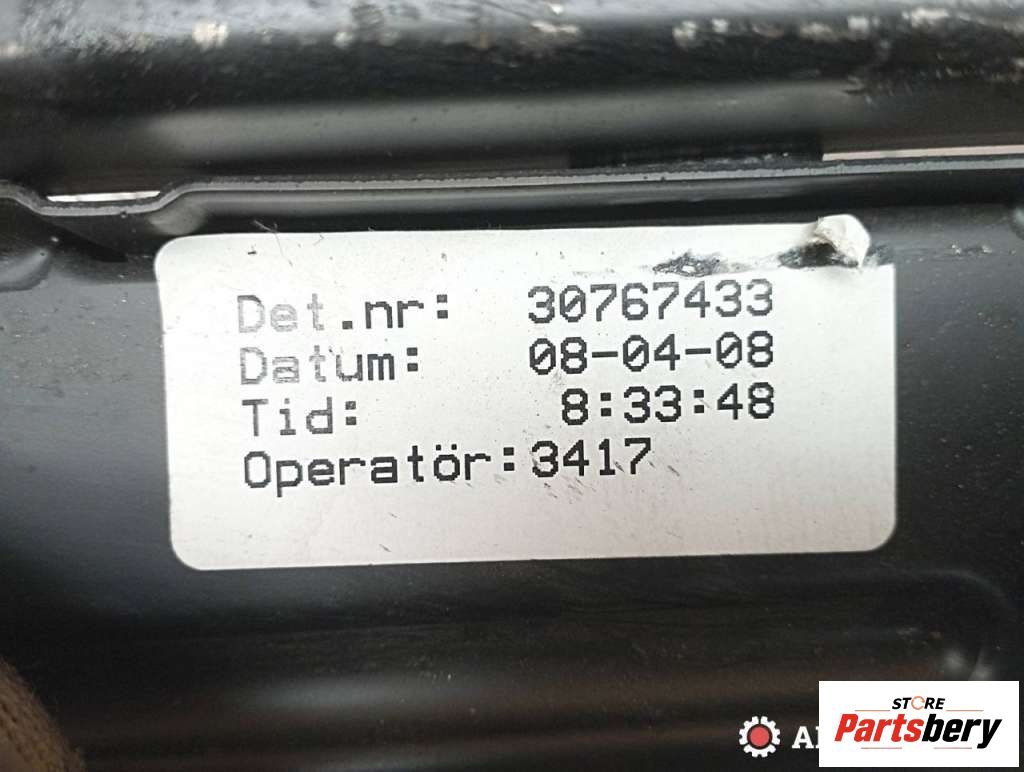 Det.nr: 30767433
Datum: 08-04-08
Tid: 8:33:48
Operatör:3417
STORE
Partsbery